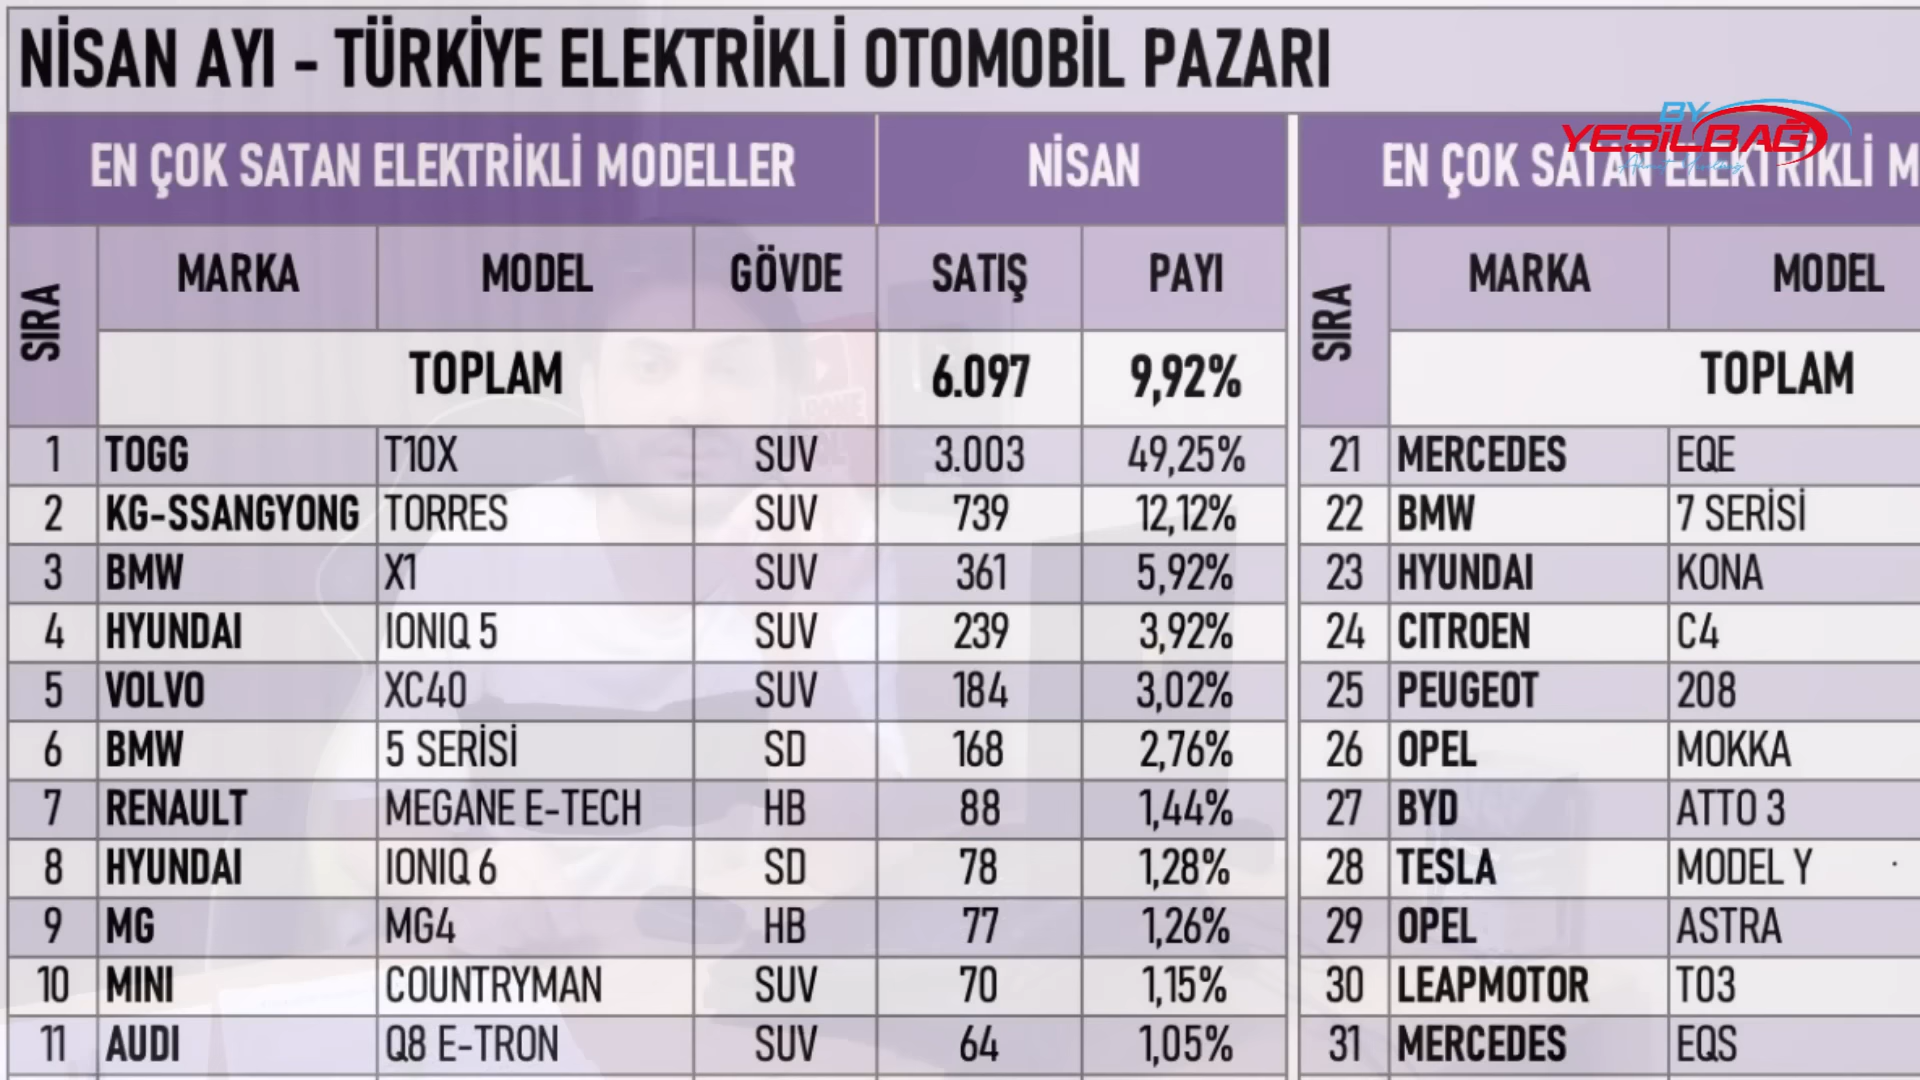 NİSAN AYI - TÜRKİYE ELEKTRİKLİ OTOMOBİL PAZARI
BY
YESiLBAĞ
EN ÇOK SATAN ELEKTRİKLİ MODELLER NİSAN
SIRA MARKA MODEL GÖVDE SATIŞ PAYI
TOPLAM 6.097 9,92%
1 TOGG T10X SUV 3.003 49,25%
2 KG-SSANGYONG TORRES SUV 739 12,12%
3 BMW X1 SUV 361 5,92%
4 HYUNDAI IONIQ 5 SUV 239 3,92%
5 VOLVO XC40 SUV 184 3,02%
6 BMW 5 SERİSİ SD 168 2,76%
7 RENAULT MEGANE E-TECH HB 88 1,44%
8 HYUNDAI IONIQ 6 SD 78 1,28%
9 MG MG4 HB 77 1,26%
10 MINI COUNTRYMAN SUV 70 1,15%
11 AUDI Q8 E-TRON SUV 64 1,05%
EN ÇOK SATAN ELEKTRİKLİ M
SIRA MARKA MODEL
TOPLAM
21 MERCEDES EQE
22 BMW 7 SERİSİ
23 HYUNDAI KONA
24 CITROEN C4
25 PEUGEOT 208
26 OPEL MOKKA
27 BYD ATTO 3
28 TESLA MODEL Y
29 OPEL ASTRA
30 LEAPMOTOR T03
31 MERCEDES EQS